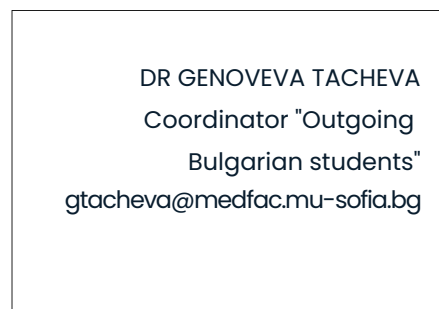 DR GENOVEVA TACHEVA
Coordinator "Outgoing
Bulgarian students"
gtacheva@medfac.mu-sofia.bg